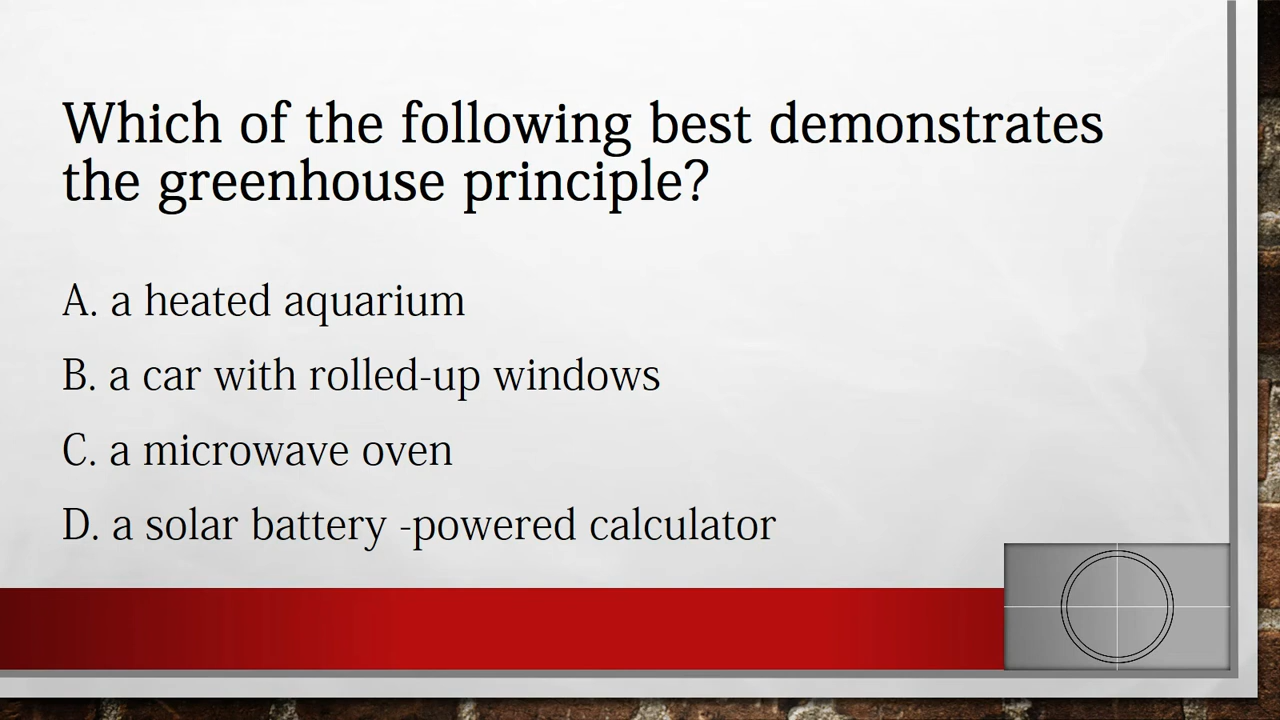 Which of the following best demonstrates
the greenhouse principle?
A. a heated aquarium
B. a car with rolled-up windows
C. a microwave oven
D. a solar battery -powered calculator